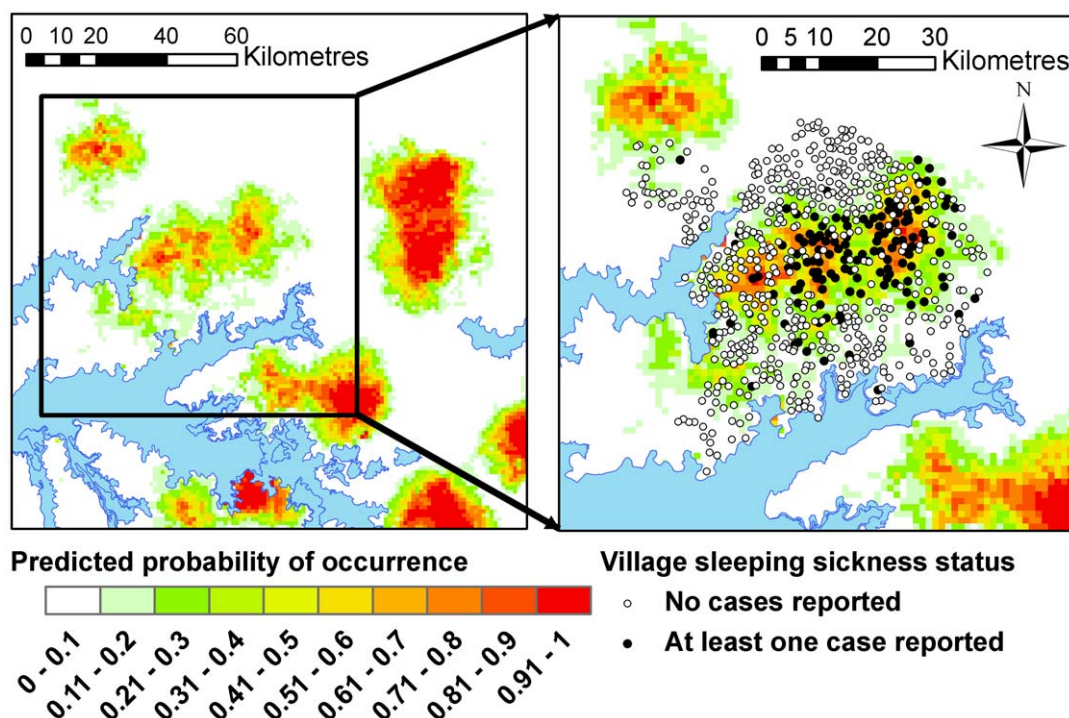 0 10 20 40 60
Kilometres
0 5 10 20 30
Kilometres
N
Predicted probability of occurrence
0 - 0.1
0.11 - 0.2
0.21 - 0.3
0.31 - 0.4
0.41 - 0.5
0.51 - 0.6
0.61 - 0.7
0.71 - 0.8
0.81 - 0.9
0.91 - 1
Village sleeping sickness status
No cases reported
At least one case reported